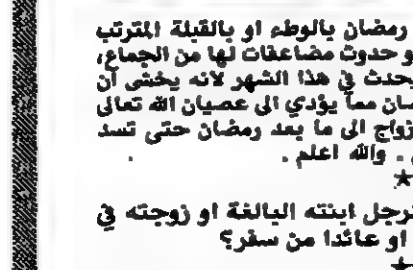 رمضان بالوطء او بالقبلة المترتب
و حدوث مضاعفات لها من الجماع،
يحدث في هذا الشهر لانه يخشى ان
ضان مما يؤدي الى عصيان الله تعالى
زواج الى ما بعد رمضان حتى تسد
. والله اعلم .
لرجل ابنته البالغة او زوجته في
او عائدا من سفر؟